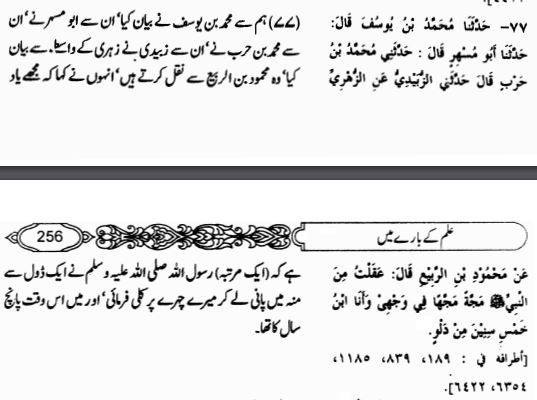 ٧٧- حَدَّثَنَا مُحَمَّدُ بْنُ يُوسُفَ قَالَ:
حَدَّثَنَا أَبُو مُسْهِرٍ قَالَ : حَدَّثَنِي مُحَمَّدُ بْنُ
حَرْبٍ قَالَ حَدَّثَنِي الزُّبَيْدِيُّ عَنِ الزُّهْرِيِّ
(۷۷) ہم سے محمد بن یوسف نے بیان کیا' ان سے ابو مسہر نے' ان
سے محمد بن حرب نے' ان سے زبیدی نے زہری کے واسطہ سے بیان
کیا' وہ محمود بن الربیع سے نقل کرتے ہیں' انہوں نے کہا کہ مجھے یاد
علم کے بارے میں
256
عَنْ مَحْمُوْدِ بْنِ الرَّبِيْعِ قَالَ: عَقَلْتُ مِنَ
النَّبِيِّ ﷺ مَجَّةً مَجَّهَا فِي وَجْهِيْ وَأَنَا ابْنُ
خَمْسِ سِنِيْنَ مِنْ دَلْوٍ.
[أطرافه في : ١٨٩، ٨٣٩، ١١٨٥،
٦٣٥٤، ٦٤٢٢].
ہے کہ (ایک مرتبہ) رسول اللہ صلی اللہ علیہ وسلم نے ایک ڈول سے
منہ میں پانی لے کر میرے چہرے پر کلی فرمائی' اور میں اس وقت پانچ
سال کا تھا۔